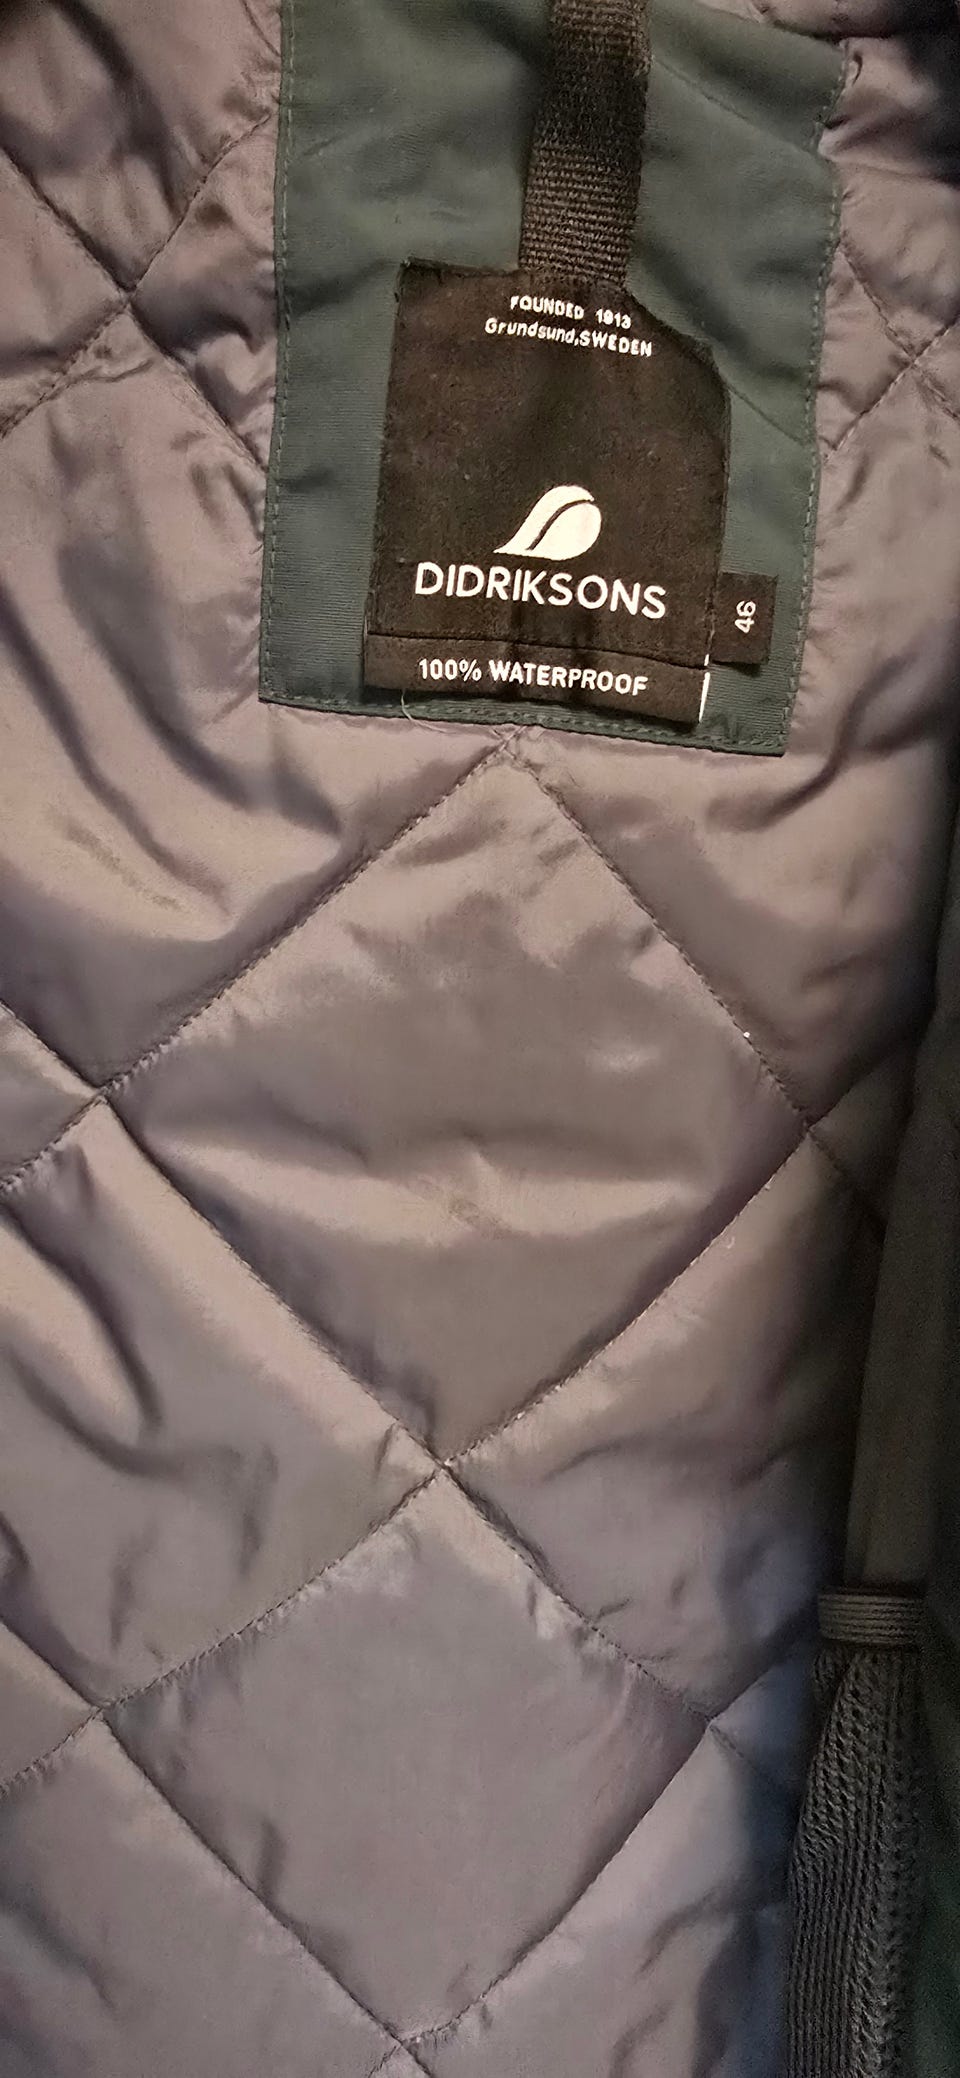 FOUNDED 1913
Grundsund,SWEDEN
DIDRIKSONS
46
100% WATERPROOF